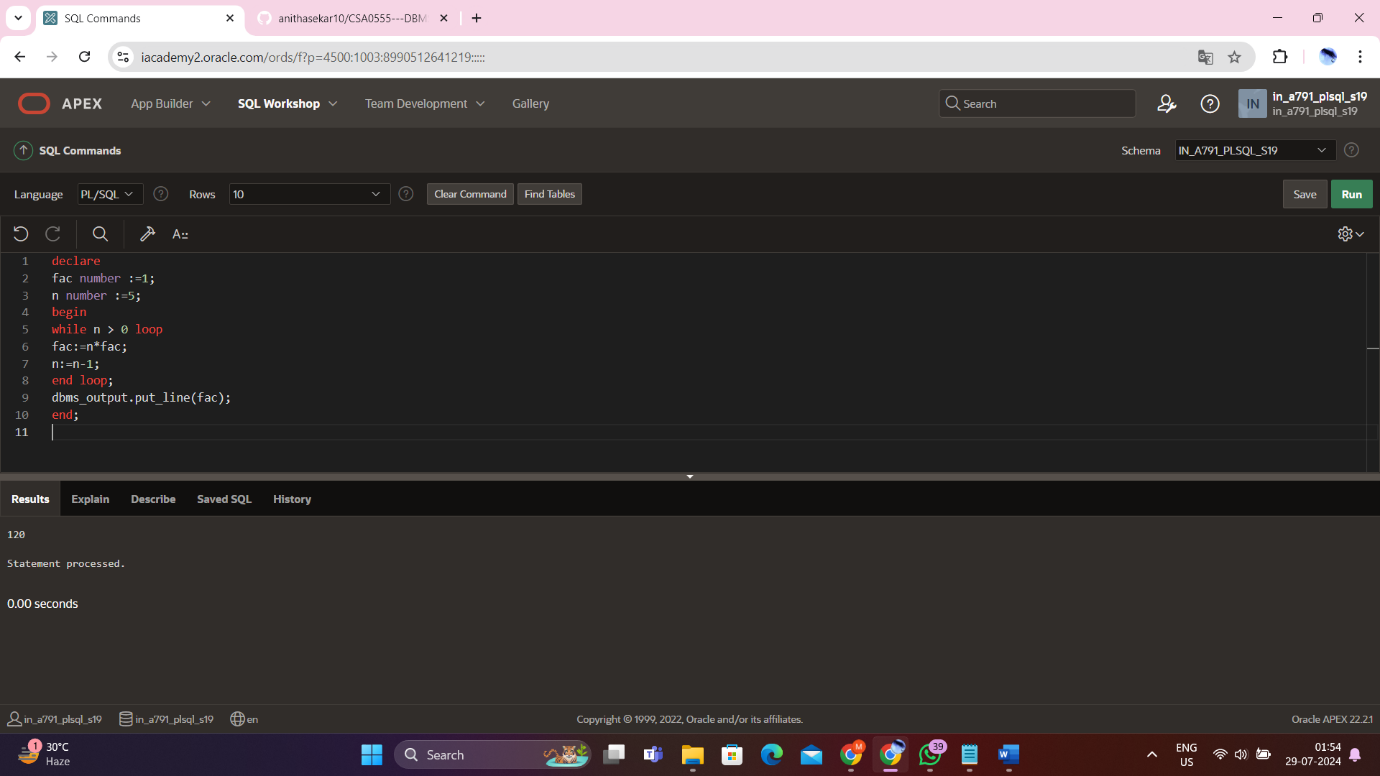 SQL Commands
anithasekar10/CSA0555---DBM
iacademy2.oracle.com/ords/f?p=4500:1003:8990512641219:::::
APEX App Builder SQL Workshop Team Development Gallery Search IN in_a791_plsql_s19
in_a791_plsql_s19
SQL Commands Schema IN_A791_PLSQL_S19
Language PL/SQL Rows 10 Clear Command Find Tables Save Run
1 declare
2 fac number :=1;
3 n number :=5;
4 begin
5 while n > 0 loop
6 fac:=n*fac;
7 n:=n-1;
8 end loop;
9 dbms_output.put_line(fac);
10 end;
11
Results Explain Describe Saved SQL History
120
Statement processed.
0.00 seconds
in_a791_plsql_s19 in_a791_plsql_s19 en Copyright © 1999, 2022, Oracle and/or its affiliates. Oracle APEX 22.2.1
1 30°C
Haze
Search
M
39
W
ENG
US
01:54
29-07-2024